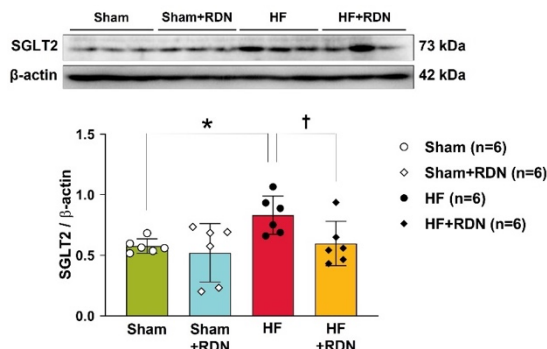 Sham Sham+RDN HF HF+RDN
SGLT2 73 kDa
β-actin 42 kDa
* †
1.5
1.0
0.5
0.0
SGLT2 / β-actin
Sham Sham +RDN HF HF +RDN
Sham (n=6)
Sham+RDN (n=6)
HF (n=6)
HF+RDN (n=6)